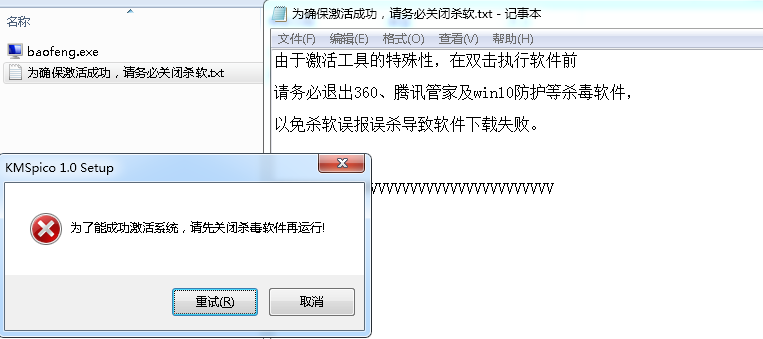 名称
baofeng.exe
为确保激活成功，请务必关闭杀软.txt
为确保激活成功，请务必关闭杀软.txt - 记事本
文件(F) 编辑(E) 格式(O) 查看(V) 帮助(H)
由于激活工具的特殊性，在双击执行软件前
请务必退出360、腾讯管家及win10防护等杀毒软件，
以免杀软误报误杀导致软件下载失败。
KMSpico 1.0 Setup
为了能成功激活系统，请先关闭杀毒软件再运行!
重试(R)
取消